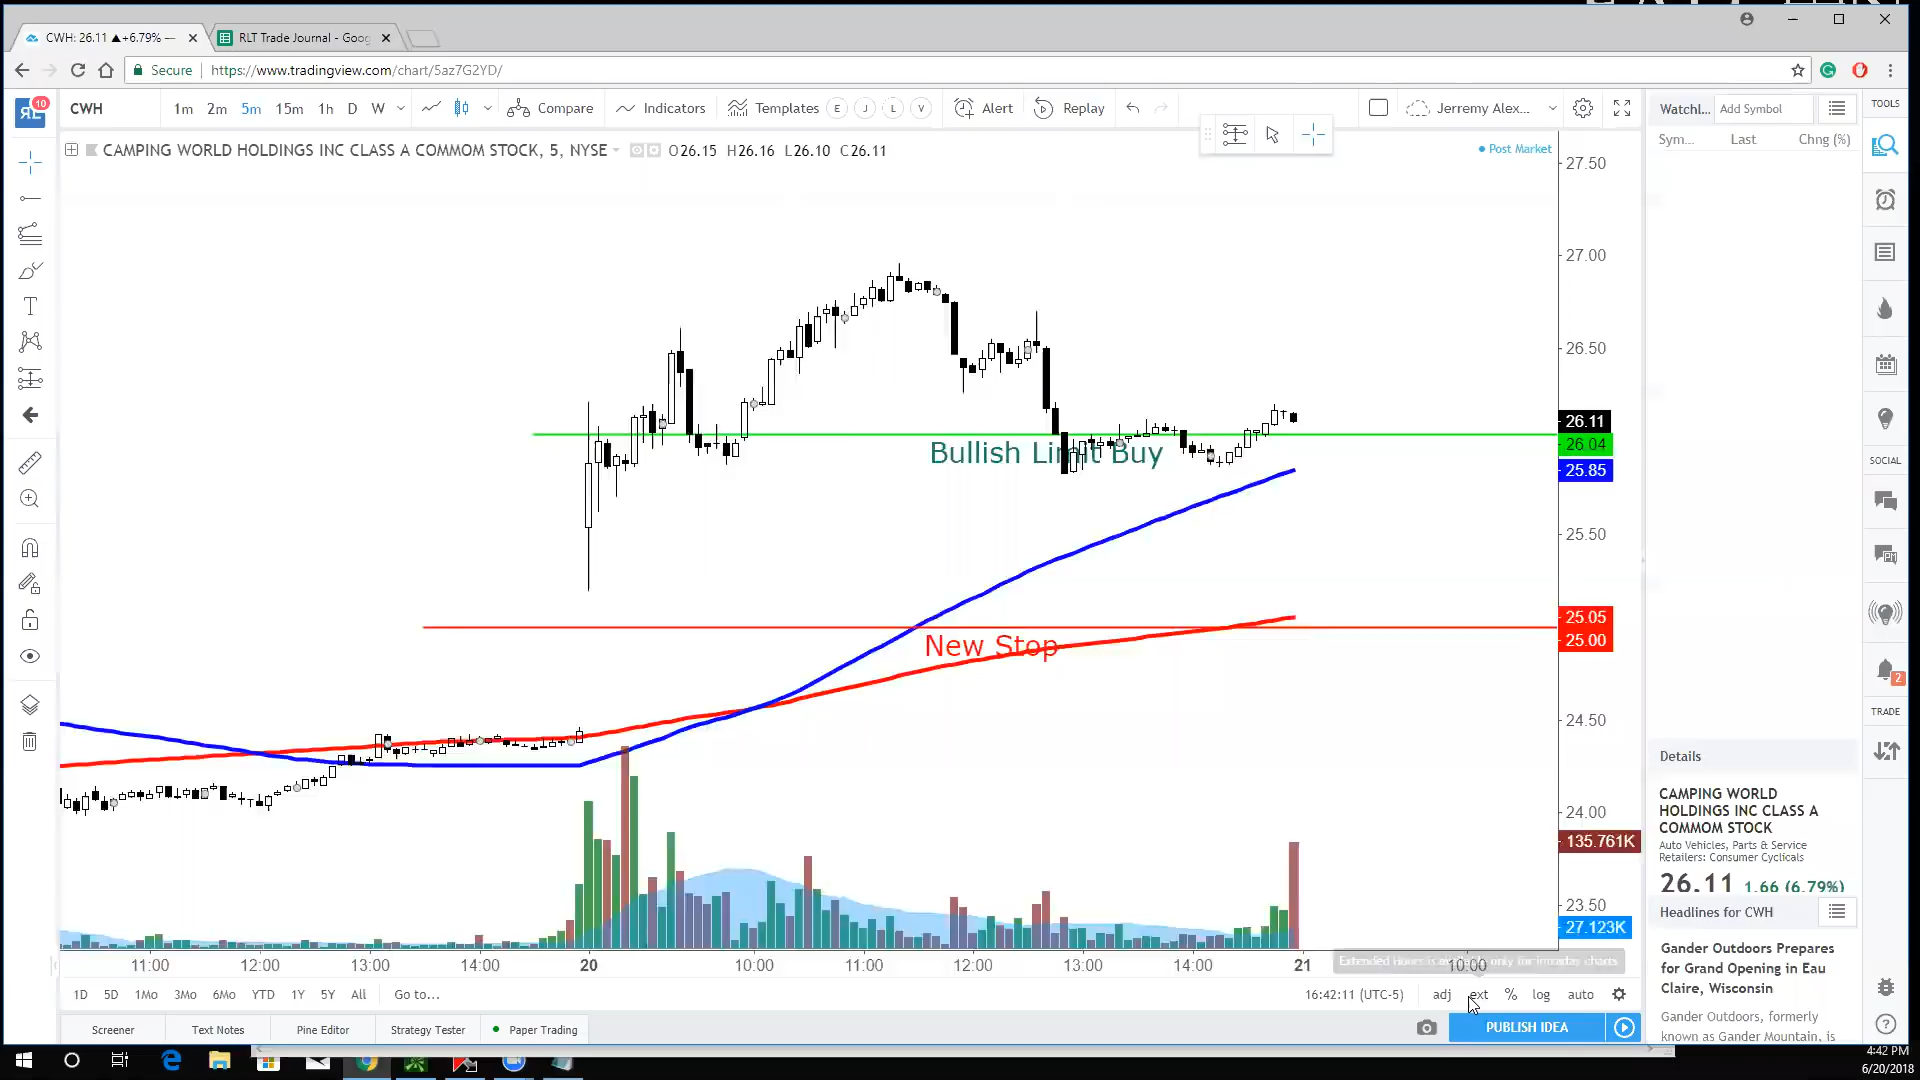 CWH: 26.11 ▲+6.79% —
RLT Trade Journal - Goog
Secure | https://www.tradingview.com/chart/5az7G2YD/
10
CWH 1m 2m 5m 15m 1h D W Compare Indicators Templates E J L V Alert Replay Jerremy Alex...
Watchl... Add Symbol
TOOLS
Sym... Last Chng (%)
CAMPING WORLD HOLDINGS INC CLASS A COMMOM STOCK, 5, NYSE O26.15 H26.16 L26.10 C26.11
Post Market
27.50
27.00
26.50
26.11
26.04
25.85
25.50
25.05
25.00
24.50
24.00
135.761K
23.50
27.123K
Bullish Limit Buy
New Stop
SOCIAL
2
TRADE
Details
CAMPING WORLD
HOLDINGS INC CLASS A
COMMOM STOCK
Auto Vehicles, Parts & Service
Retailers: Consumer Cyclicals
26.11 1.66 (6.79%)
Headlines for CWH
Gander Outdoors Prepares
for Grand Opening in Eau
Claire, Wisconsin
Gander Outdoors, formerly
known as Gander Mountain, is
11:00 12:00 13:00 14:00 20 10:00 11:00 12:00 13:00 14:00 21 10:00
Extended Hours is available only for intraday charts
1D 5D 1Mo 3Mo 6Mo YTD 1Y 5Y All Go to...
16:42:11 (UTC-5) adj ext % log auto
Screener Text Notes Pine Editor Strategy Tester Paper Trading
PUBLISH IDEA
4:42 PM
6/20/2018